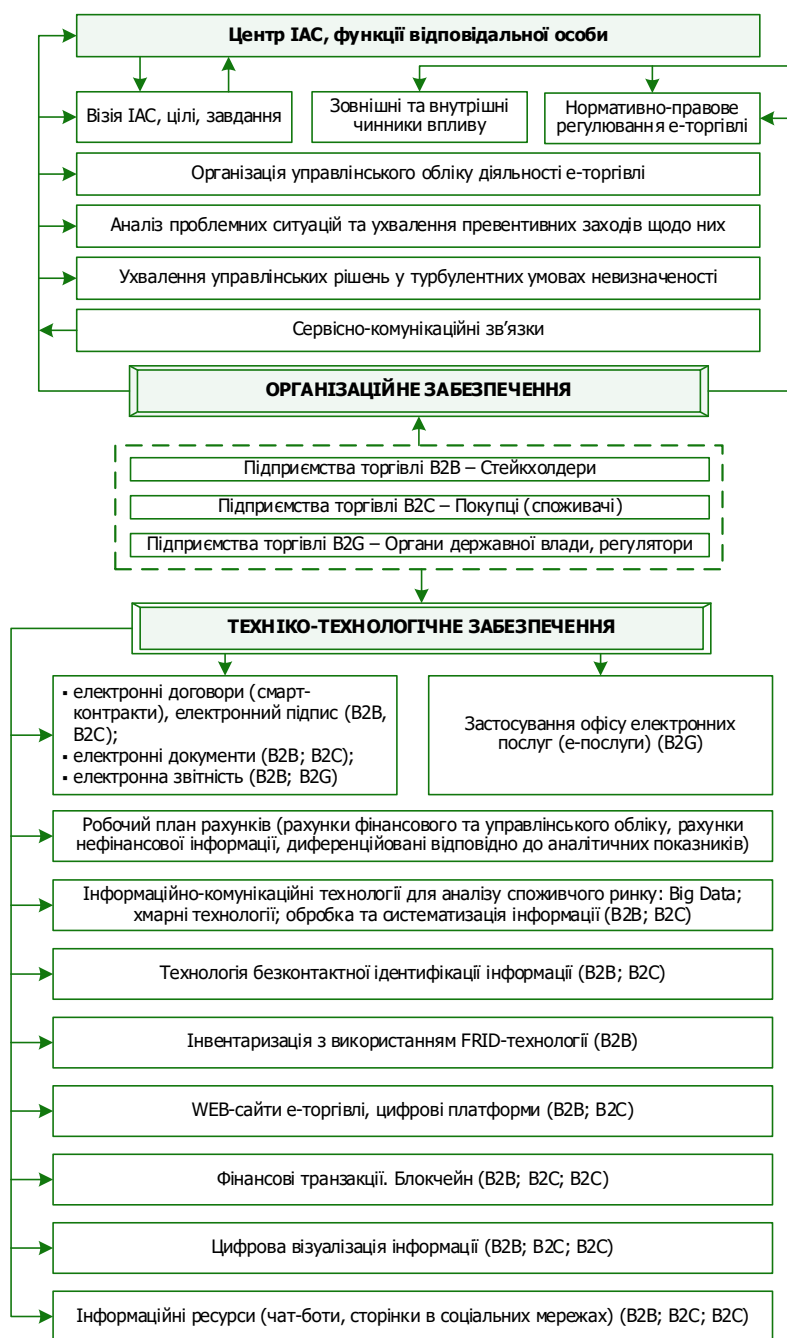 Центр ІАС, функції відповідальної особи
Візія ІАС, цілі, завдання
Зовнішні та внутрішні
чинники впливу
Нормативно-правове
регулювання е-торгівлі
Організація управлінського обліку діяльності е-торгівлі
Аналіз проблемних ситуацій та ухвалення превентивних заходів щодо них
Ухвалення управлінських рішень у турбулентних умовах невизначеності
Сервісно-комунікаційні зв’язки
ОРГАНІЗАЦІЙНЕ ЗАБЕЗПЕЧЕННЯ
Підприємства торгівлі B2B – Стейкхолдери
Підприємства торгівлі B2C – Покупці (споживачі)
Підприємства торгівлі B2G – Органи державної влади, регулятори
ТЕХНІКО-ТЕХНОЛОГІЧНЕ ЗАБЕЗПЕЧЕННЯ
▪ електронні договори (смарт-
контракти), електронний підпис (B2B,
B2C);
▪ електронні документи (B2B; B2C);
▪ електронна звітність (B2B; B2G)
Застосування офісу електронних
послуг (е-послуги) (B2G)
Робочий план рахунків (рахунки фінансового та управлінського обліку, рахунки
нефінансової інформації, диференційовані відповідно до аналітичних показників)
Інформаційно-комунікаційні технології для аналізу споживчого ринку: Big Data;
хмарні технології; обробка та систематизація інформації (B2B; B2C)
Технологія безконтактної ідентифікації інформації (B2B; B2C)
Інвентаризація з використанням FRID-технології (B2B)
WEB-сайти е-торгівлі, цифрові платформи (B2B; B2C)
Фінансові транзакції. Блокчейн (B2B; B2C; B2C)
Цифрова візуалізація інформації (B2B; B2C; B2C)
Інформаційні ресурси (чат-боти, сторінки в соціальних мережах) (B2B; B2C; B2C)